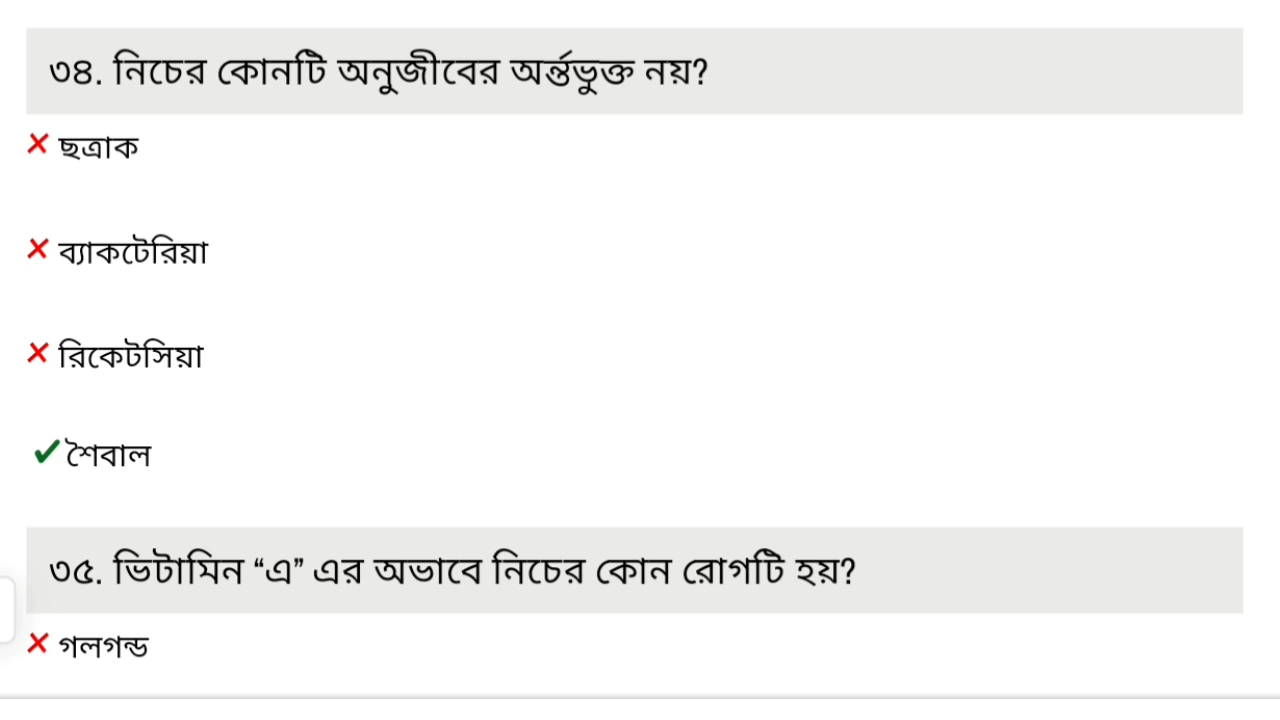 ৩৪. নিচের কোনটি অনুজীবের অর্ন্তভুক্ত নয়?
❌ ছত্রাক
❌ ব্যাকটেরিয়া
❌ রিকেটসিয়া
✔ শৈবাল
৩৫. ভিটামিন “এ” এর অভাবে নিচের কোন রোগটি হয়?
❌ গলগন্ড